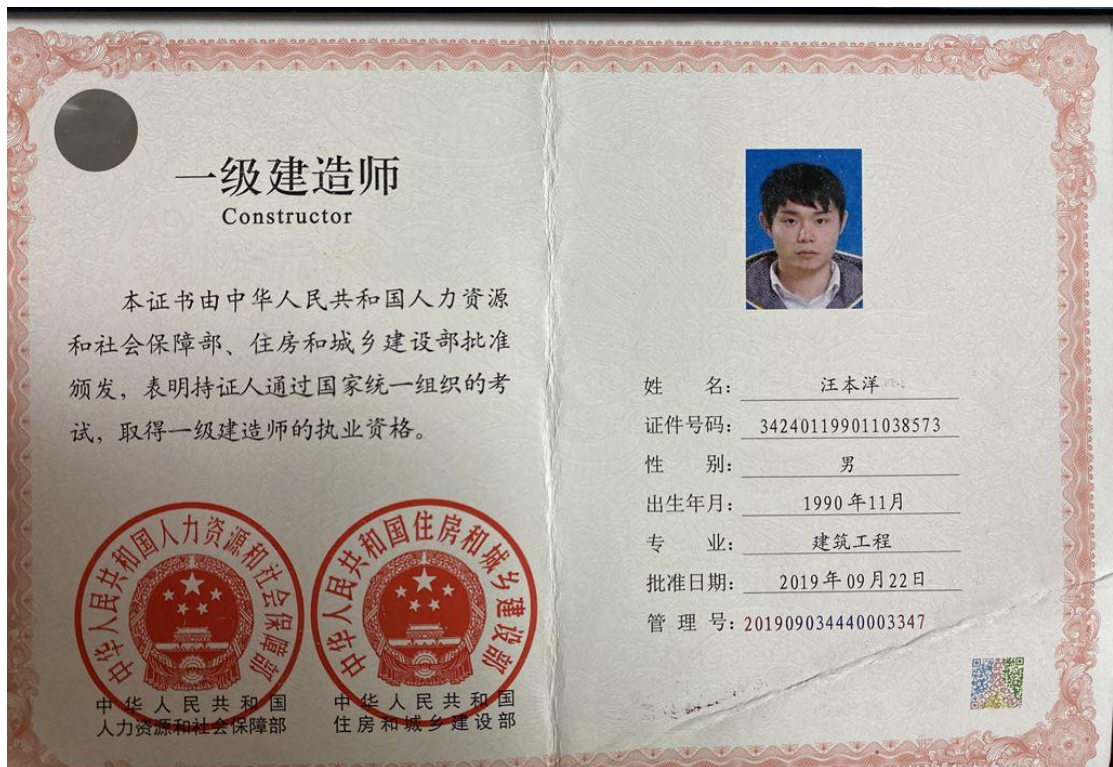 一级建造师
Constructor
本证书由中华人民共和国人力资源
和社会保障部、住房和城乡建设部批准
颁发，表明持证人通过国家统一组织的考
试，取得一级建造师的执业资格。
中华人民共和国人力资源和社会保障部
中华人民共和国住房和城乡建设部
中华人民共和国
人力资源和社会保障部
中华人民共和国
住房和城乡建设部
姓 名： 汪本洋
证件号码： 342401199011038573
性 别： 男
出生年月： 1990年11月
专 业： 建筑工程
批准日期： 2019年09月22日
管 理 号：201909034440003347